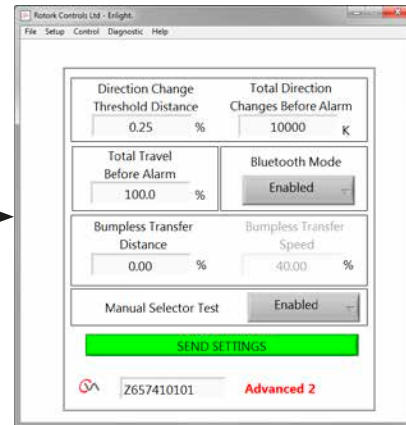 Rotork Controls Ltd - Enlight.
File Setup Control Diagnostic Help
Direction Change
Threshold Distance
0.25 %
Total Direction
Changes Before Alarm
10000 K
Total Travel
Before Alarm
100.0 %
Bluetooth Mode
Enabled
Bumpless Transfer
Distance
0.00 %
Bumpless Transfer
Speed
40.00 %
Manual Selector Test
Enabled
SEND SETTINGS
Z657410101
Advanced 2